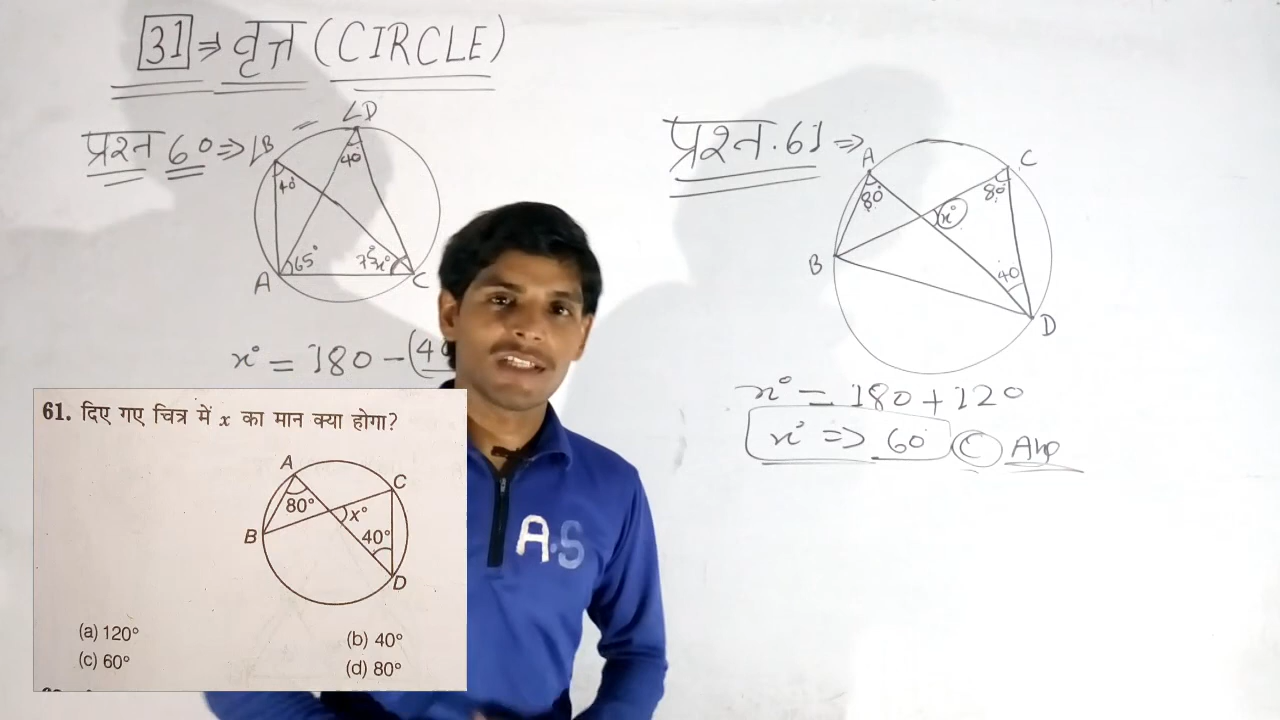 31 ⇒ वृत्त (CIRCLE)
प्रश्न 60 ⇒
∠B
∠D
40°
40°
65°
75° x°
A
C
x° = 180 - (4
प्रश्न. 61 ⇒
A
C
80°
80°
x°
B
40
D
x° = 180 + 120
x° ⇒ 60° (C) Ans
61. दिए गए चित्र में x का मान क्या होगा?
A
C
80°
x°
B
40°
D
(a) 120°
(b) 40°
(c) 60°
(d) 80°
A.S